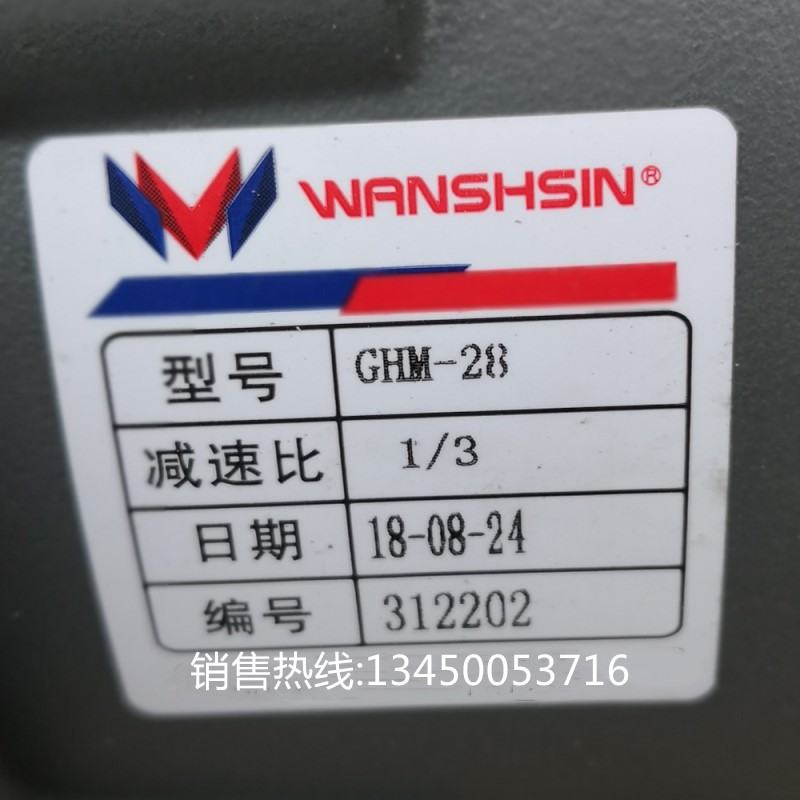 WANSHSIN®
型号 GHM-28
减速比 1/3
日期 18-08-24
编号 312202
销售热线:13450053716